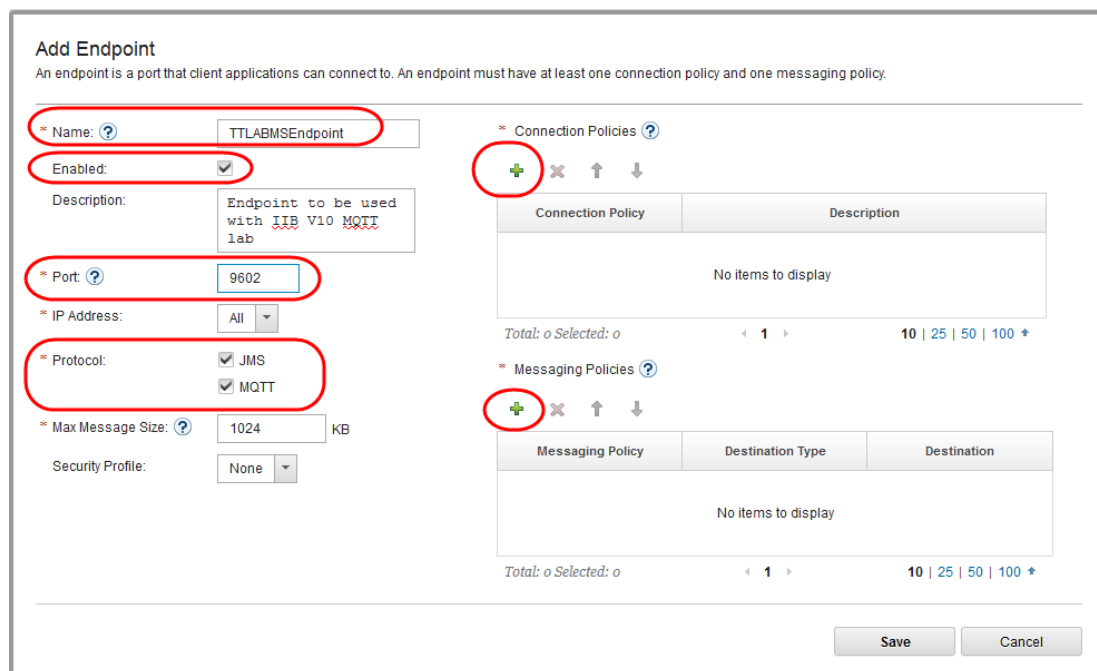 Add Endpoint
An endpoint is a port that client applications can connect to. An endpoint must have at least one connection policy and one messaging policy.
* Name: ? TTLABMSEndpoint
Enabled:
Description: Endpoint to be used
with IIB V10 MQTT
lab
* Port: ? 9602
* IP Address: All
* Protocol: JMS
MQTT
* Max Message Size: ? 1024 KB
Security Profile: None
* Connection Policies ?
Connection Policy Description
No items to display
Total: 0 Selected: 0 1 10 | 25 | 50 | 100
* Messaging Policies ?
Messaging Policy Destination Type Destination
No items to display
Total: 0 Selected: 0 1 10 | 25 | 50 | 100
Save Cancel